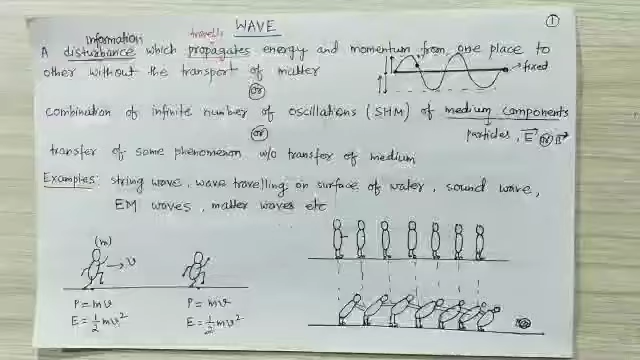 WAVE
①
information travells
A disturbance which propagates energy and momentum from one place to
other without the transport of matter
fixed
or
combination of infinite number of oscillations (SHM) of medium components
or
particles, E⃗ or B⃗
transfer of some phenomenon w/o transfer of medium
Examples: string wave, wave travelling on surface of water, sound wave,
EM waves, matter waves etc
(m)
→ v
P = mv P = mv
E = ½ mv² E = ½ mv²